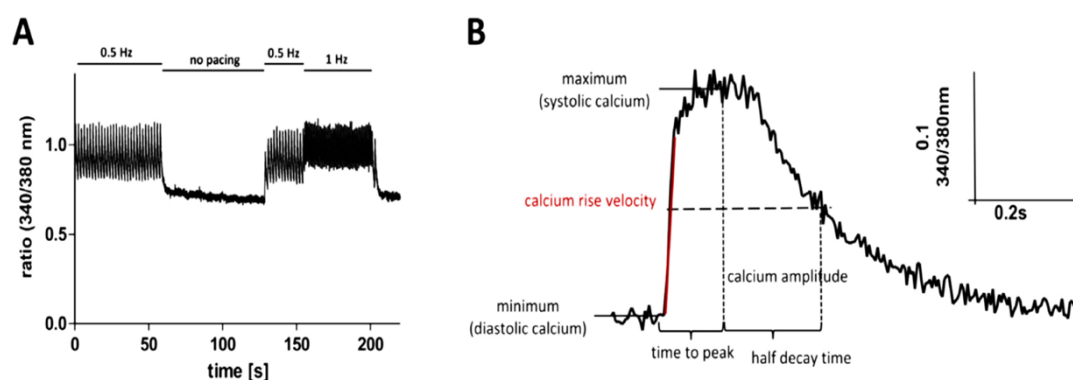 A
0.5 Hz
no pacing
0.5 Hz
1 Hz
ratio (340/380 nm)
1.0
0.5
0.0
0
50
100
150
200
time [s]
B
maximum
(systolic calcium)
calcium rise velocity
minimum
(diastolic calcium)
calcium amplitude
time to peak
half decay time
0.1
340/380nm
0.2s